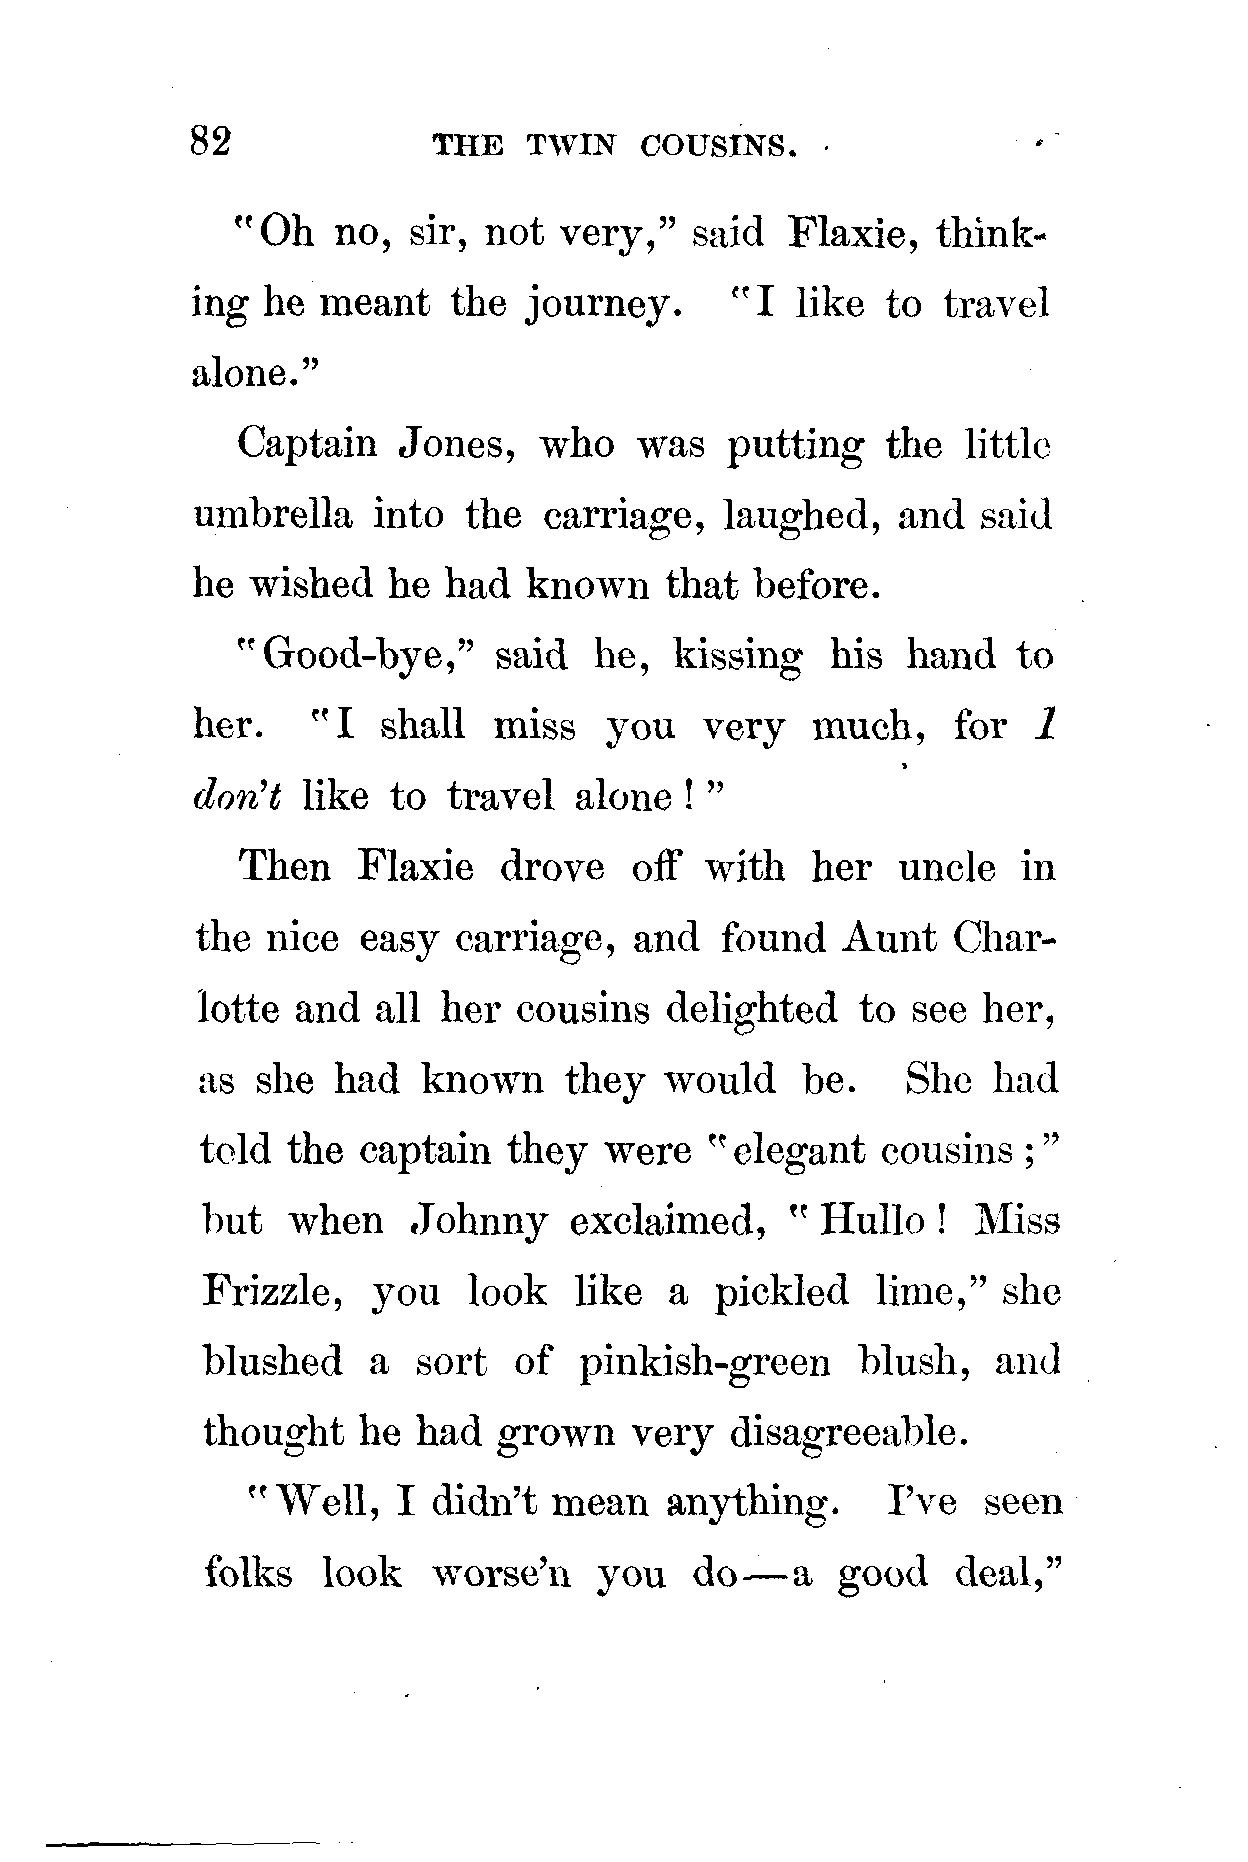 82 THE TWIN COUSINS.
"Oh no, sir, not very," said Flaxie, think-
ing he meant the journey. "I like to travel
alone."
Captain Jones, who was putting the little
umbrella into the carriage, laughed, and said
he wished he had known that before.
"Good-bye," said he, kissing his hand to
her. "I shall miss you very much, for I
don't like to travel alone ! "
Then Flaxie drove off with her uncle in
the nice easy carriage, and found Aunt Char-
lotte and all her cousins delighted to see her,
as she had known they would be. She had
told the captain they were "elegant cousins ;"
but when Johnny exclaimed, " Hullo ! Miss
Frizzle, you look like a pickled lime," she
blushed a sort of pinkish-green blush, and
thought he had grown very disagreeable.
"Well, I didn't mean anything. I've seen
folks look worse'n you do—a good deal,"